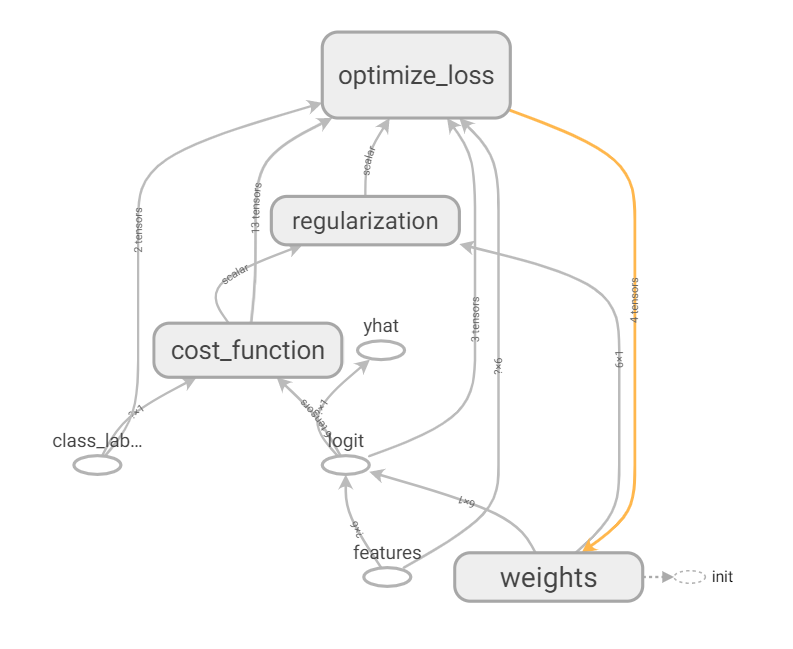 optimize_loss
scalar
2 tensors
13 tensors
regularization
scalar
4 tensors
3 tensors
yhat
cost_function
6×1
?×6
?×1
?×1
6 tensors
class_lab…
logit
6×1
?×6
features
weights
init